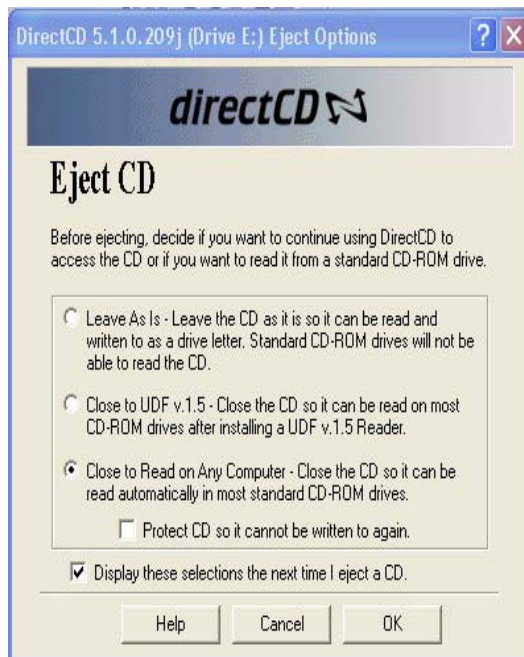 DirectCD 5.1.0.209j (Drive E:) Eject Options
directCD
Eject CD
Before ejecting, decide if you want to continue using DirectCD to
access the CD or if you want to read it from a standard CD-ROM drive.
Leave As Is - Leave the CD as it is so it can be read and
written to as a drive letter. Standard CD-ROM drives will not be
able to read the CD.
Close to UDF v.1.5 - Close the CD so it can be read on most
CD-ROM drives after installing a UDF v.1.5 Reader.
Close to Read on Any Computer - Close the CD so it can be
read automatically in most standard CD-ROM drives.
Protect CD so it cannot be written to again.
Display these selections the next time I eject a CD.
Help Cancel OK